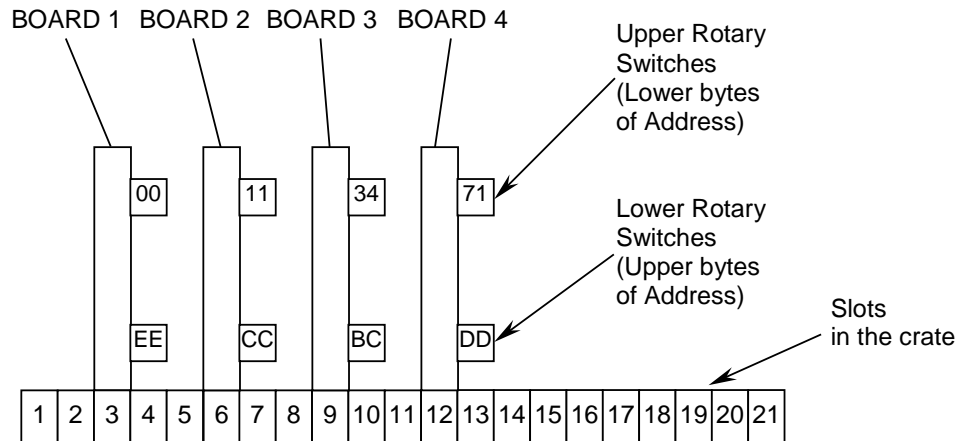 BOARD 1 BOARD 2 BOARD 3 BOARD 4
Upper Rotary
Switches
(Lower bytes
of Address)
00 11 34 71
Lower Rotary
Switches
(Upper bytes
of Address)
EE CC BC DD
Slots
in the crate
1 2 3 4 5 6 7 8 9 10 11 12 13 14 15 16 17 18 19 20 21